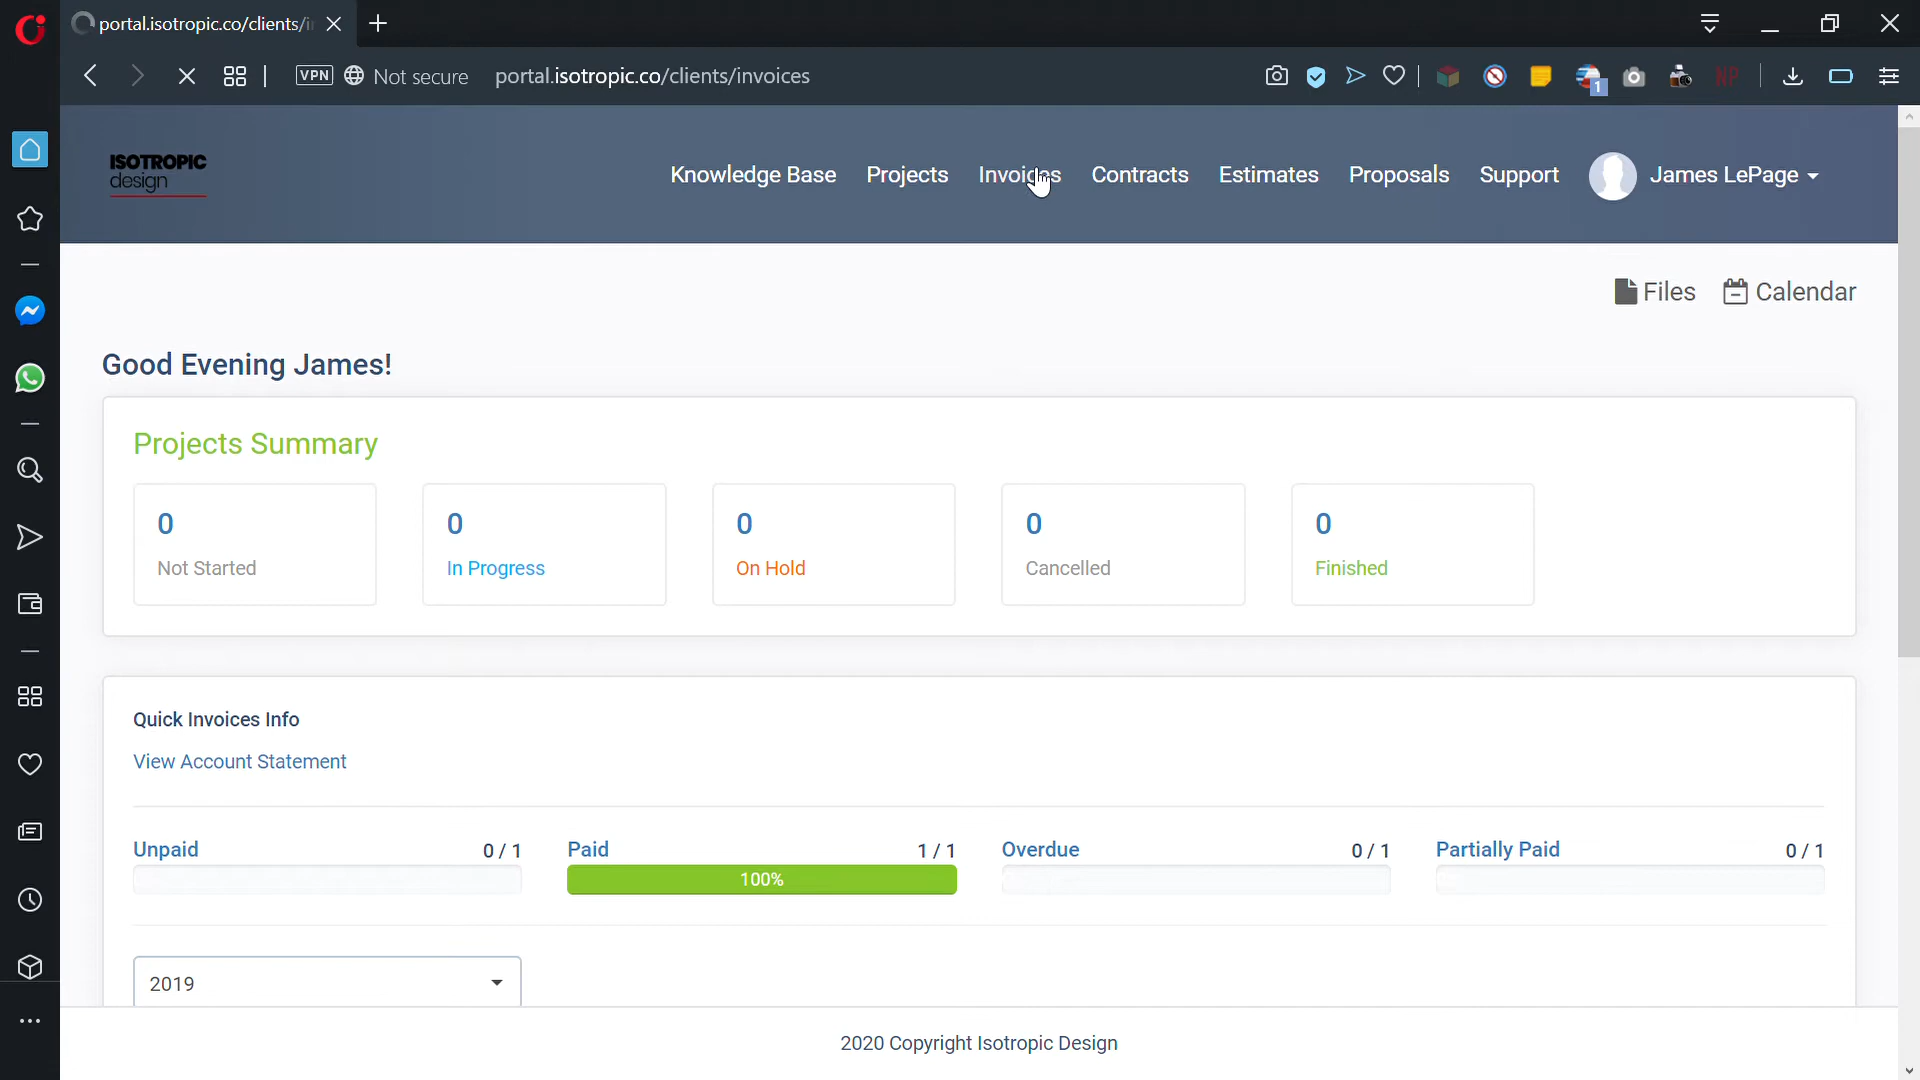 portal.isotropic.co/clients/i
VPN Not secure portal.isotropic.co/clients/invoices
1 NP
ISOTROPIC
design
Knowledge Base Projects Invoices Contracts Estimates Proposals Support James LePage
Files Calendar
Good Evening James!
Projects Summary
0 0 0 0 0
Not Started In Progress On Hold Cancelled Finished
Quick Invoices Info
View Account Statement
Unpaid 0 / 1 Paid 1 / 1 Overdue 0 / 1 Partially Paid 0 / 1
100%
2019
2020 Copyright Isotropic Design